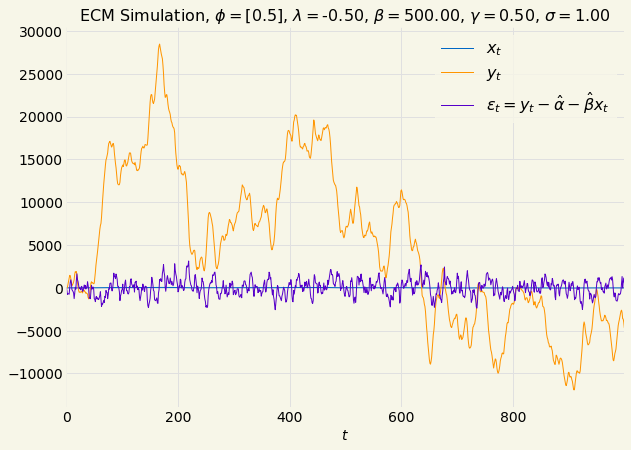 ECM Simulation, ϕ = [0.5], λ = -0.50, β = 500.00, γ = 0.50, σ = 1.00
30000
25000
20000
15000
10000
5000
0
−5000
−10000
x_t
y_t
ε_t = y_t − α̂ − β̂x_t
0 200 400 600 800
t